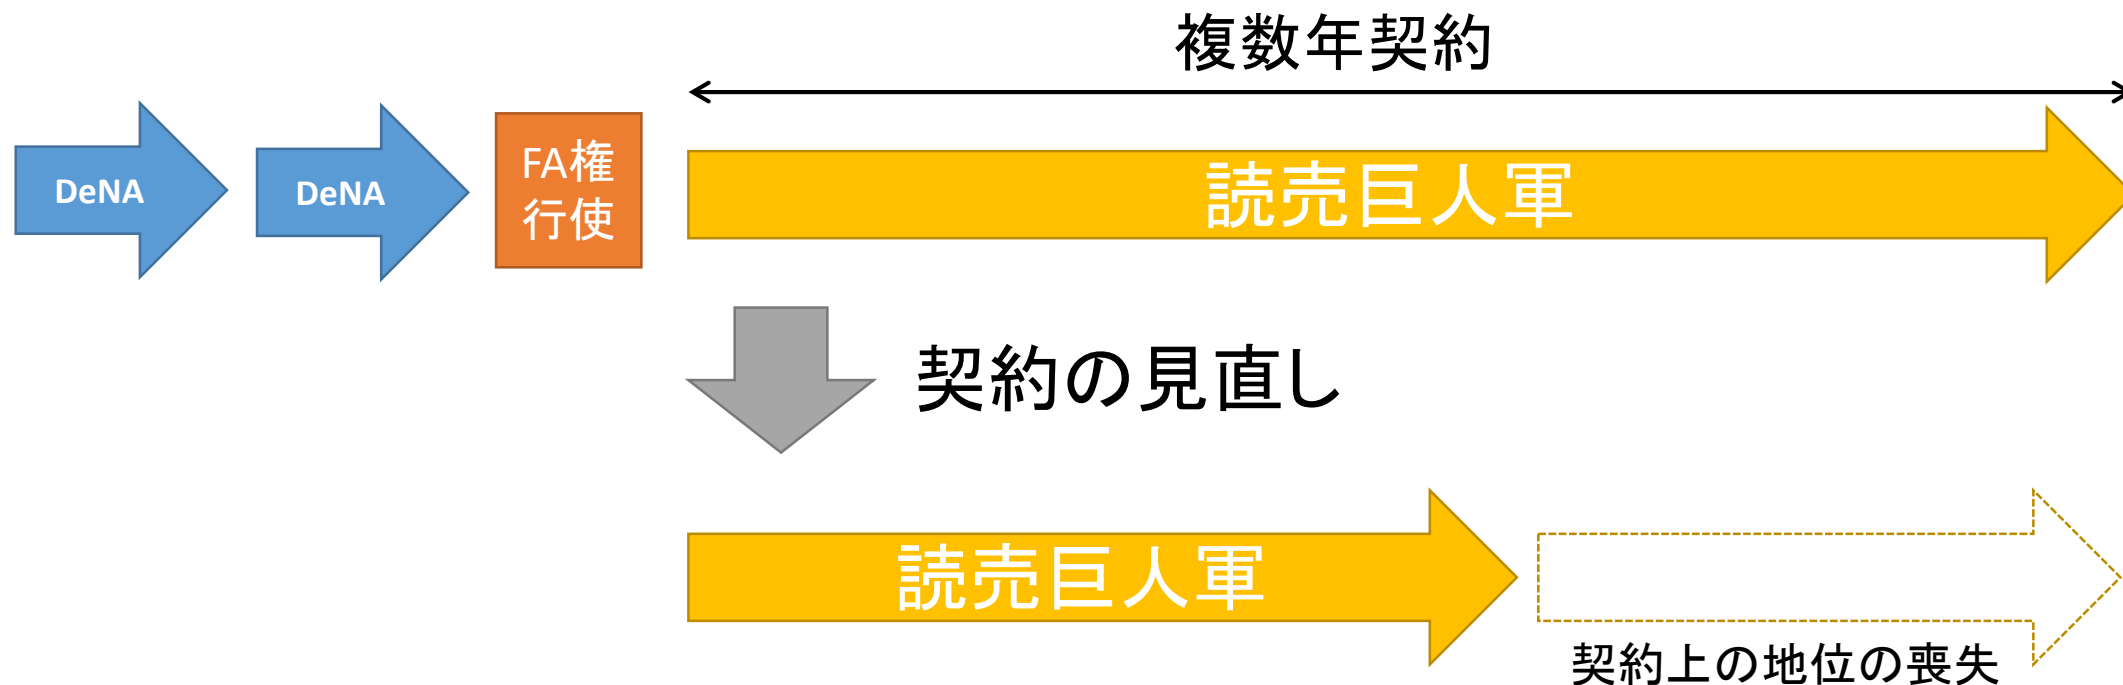 複数年契約
DeNA
DeNA
FA権
行使
読売巨人軍
契約の見直し
読売巨人軍
契約上の地位の喪失